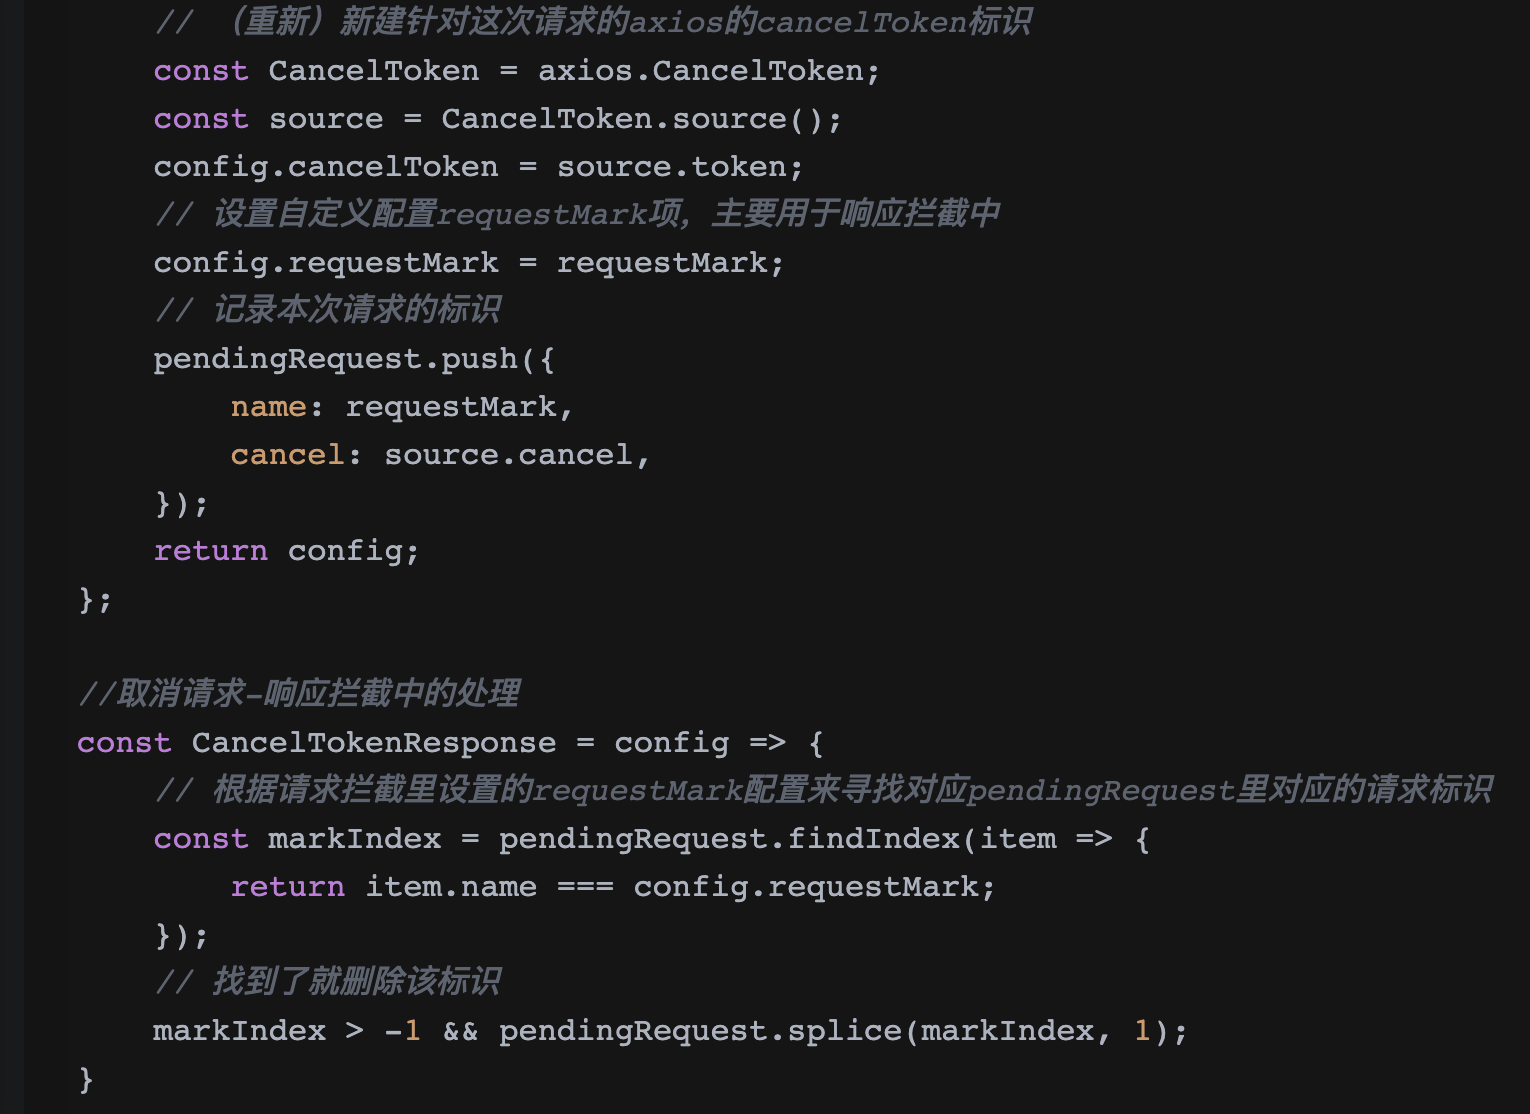 // （重新）新建针对这次请求的axios的cancelToken标识
const CancelToken = axios.CancelToken;
const source = CancelToken.source();
config.cancelToken = source.token;
// 设置自定义配置requestMark项，主要用于响应拦截中
config.requestMark = requestMark;
// 记录本次请求的标识
pendingRequest.push({
name: requestMark,
cancel: source.cancel,
});
return config;
};
//取消请求-响应拦截中的处理
const CancelTokenResponse = config => {
// 根据请求拦截里设置的requestMark配置来寻找对应pendingRequest里对应的请求标识
const markIndex = pendingRequest.findIndex(item => {
return item.name === config.requestMark;
});
// 找到了就删除该标识
markIndex > -1 && pendingRequest.splice(markIndex, 1);
}